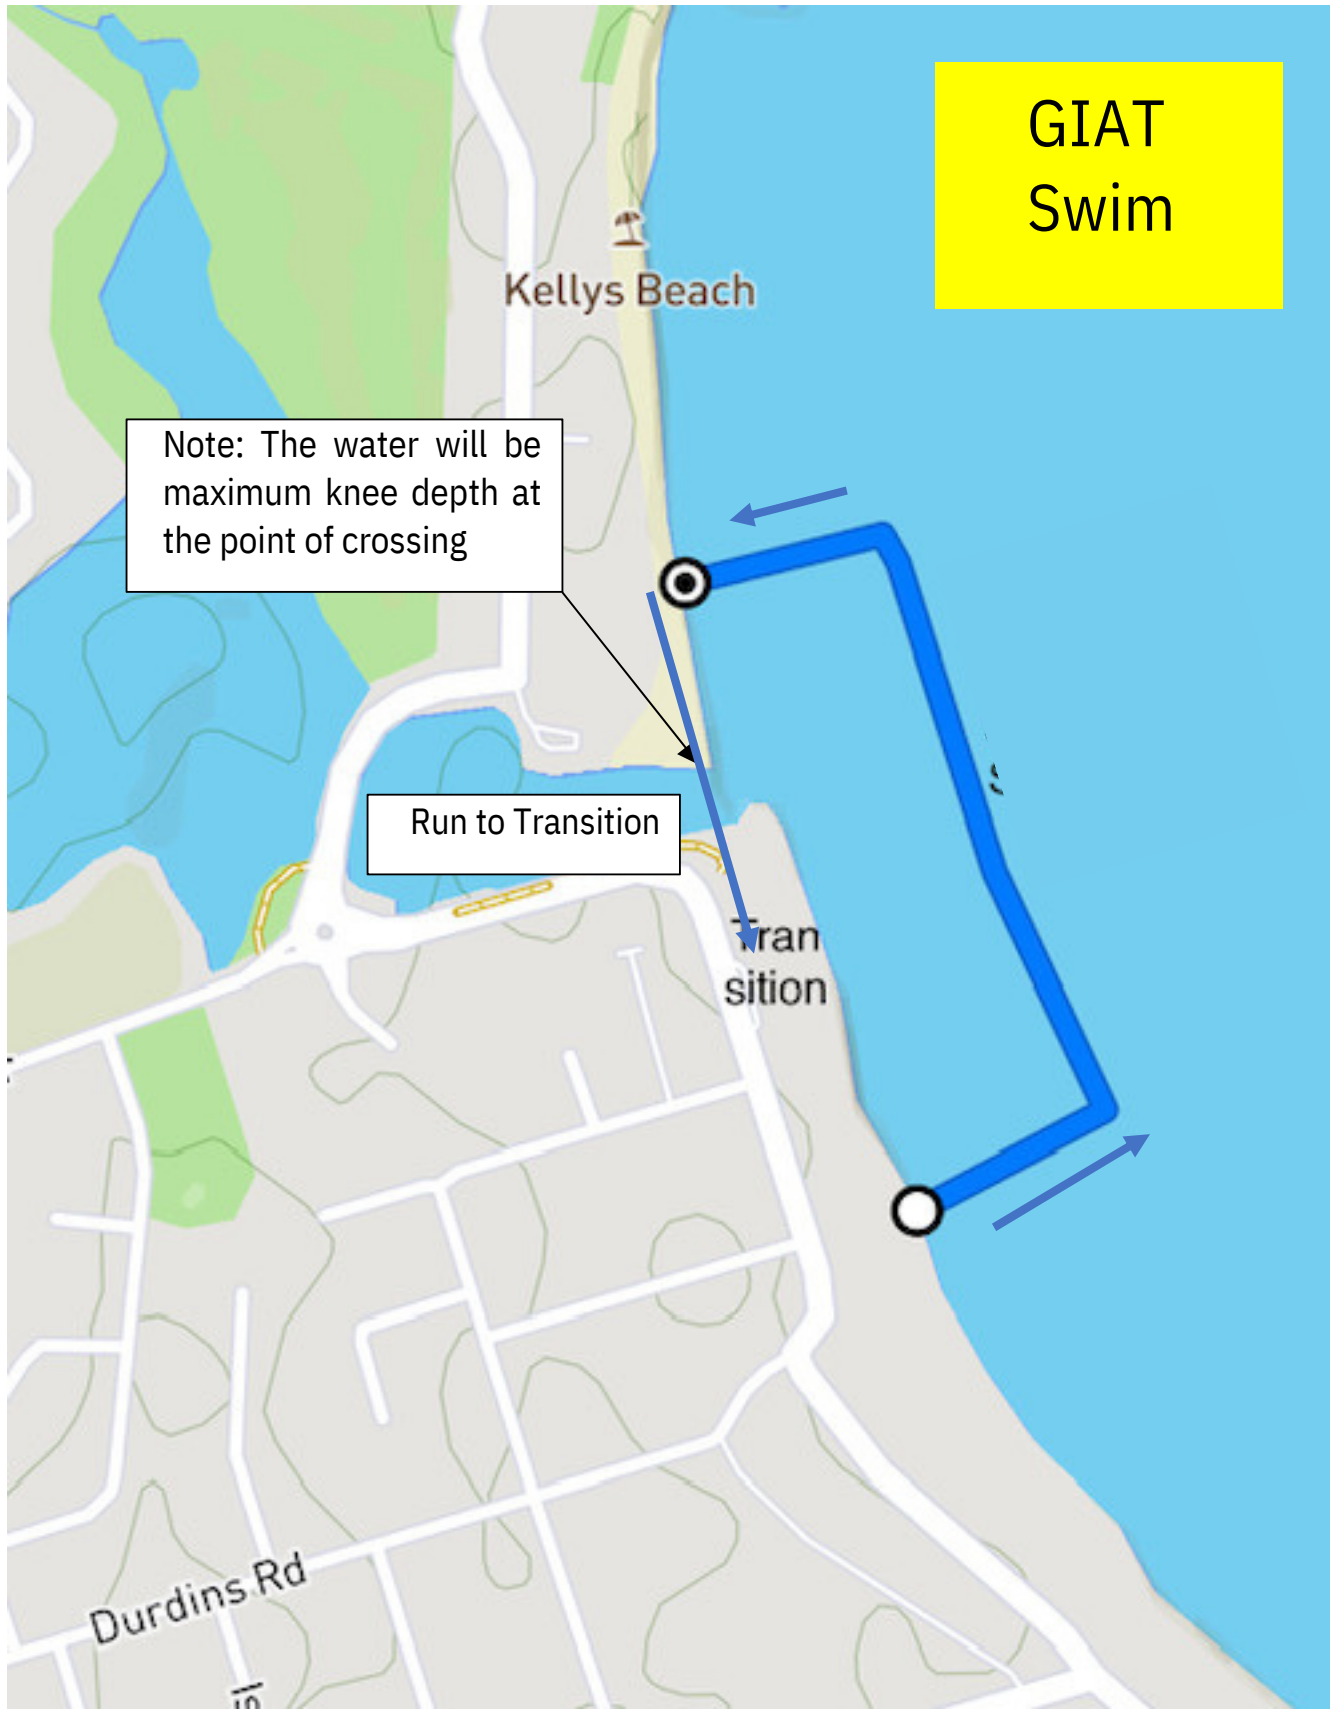 GIAT
Swim
Kellys Beach
Note: The water will be
maximum knee depth at
the point of crossing
Run to Transition
Tran
sition
Durdins Rd